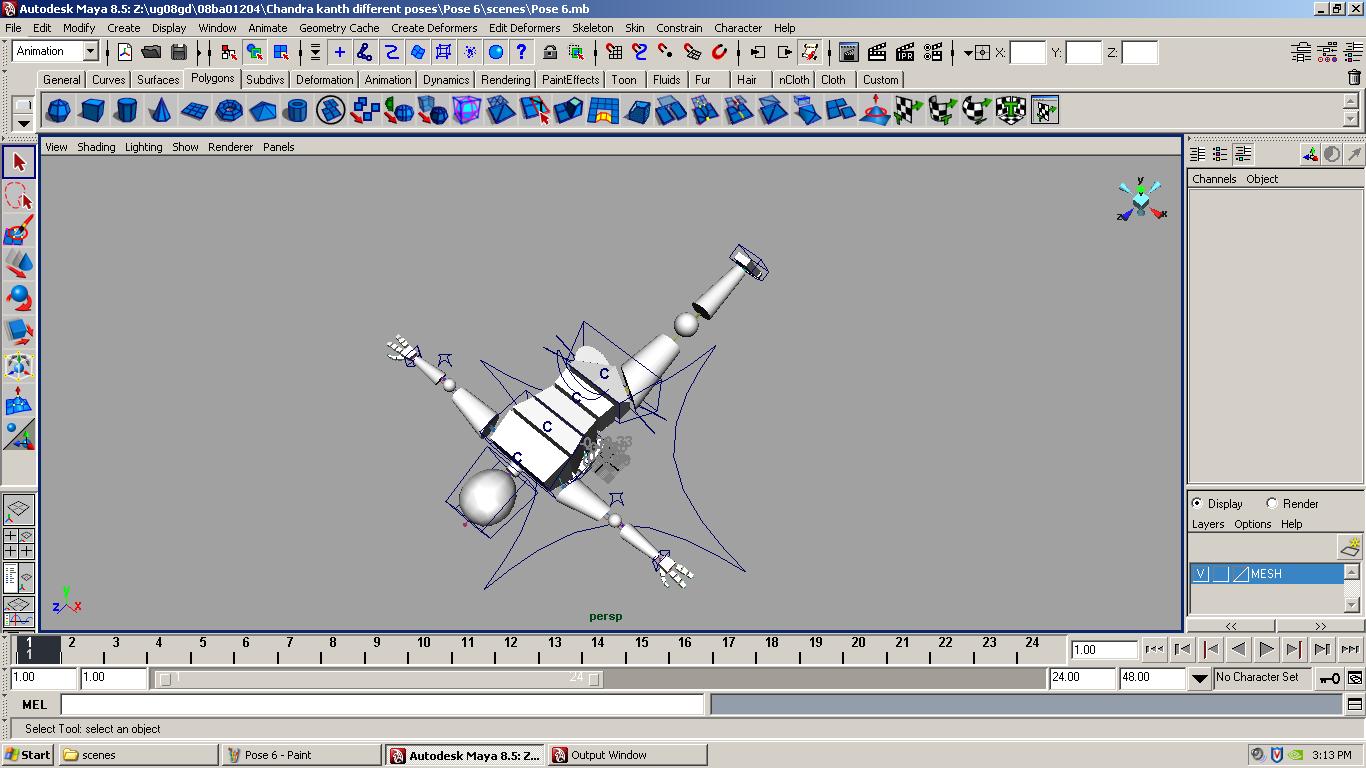 Autodesk Maya 8.5: Z:\ug08gd\08ba01204\Chandra kanth different poses\Pose 6\scenes\Pose 6.mb
File Edit Modify Create Display Window Animate Geometry Cache Create Deformers Edit Deformers Skeleton Skin Constrain Character Help
Animation X: Y: Z:
General Curves Surfaces Polygons Subdivs Deformation Animation Dynamics Rendering PaintEffects Toon Fluids Fur Hair nCloth Cloth Custom
View Shading Lighting Show Renderer Panels
Channels Object
y
z x
C
C
C
C
Display Render
Layers Options Help
V MESH
y
z x
persp
<< >>
1 2 3 4 5 6 7 8 9 10 11 12 13 14 15 16 17 18 19 20 21 22 23 24
1 1.00
1.00 1.00 1 24 24.00 48.00 No Character Set
MEL
Select Tool: select an object
Start scenes Pose 6 - Paint Autodesk Maya 8.5: Z... Output Window 3:13 PM